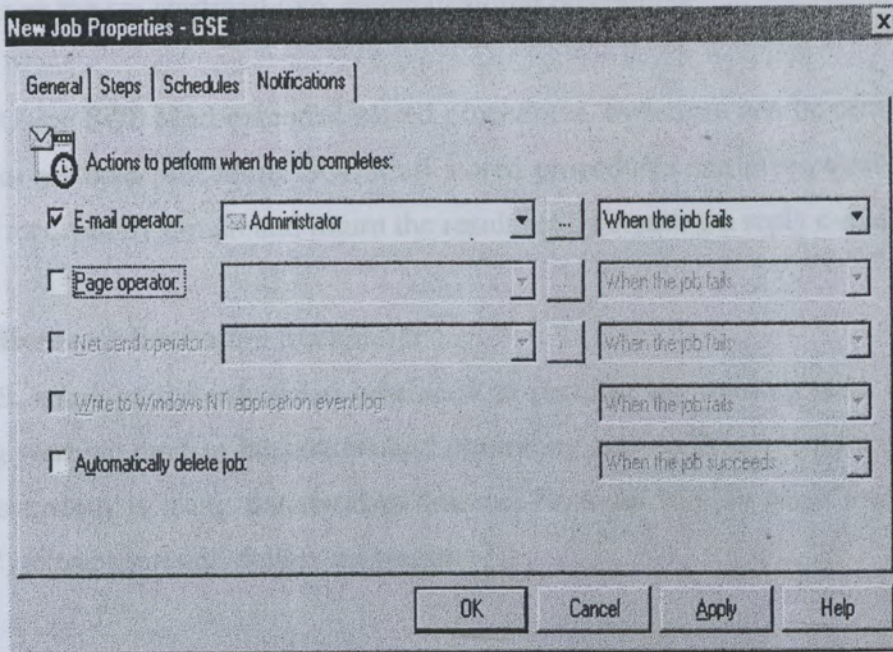 New Job Properties - GSE X
General Steps Schedules Notifications
Actions to perform when the job completes:
E-mail operator: Administrator ... When the job fails
Page operator: When the job fails
Net send operator When the job fails
Write to Windows NT application event log: When the job fails
Automatically delete job: When the job succeeds
OK Cancel Apply Help